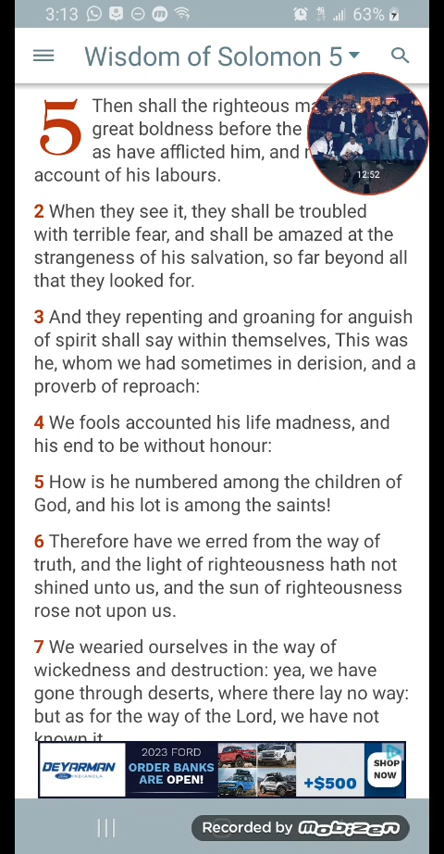 3:13 63%
Wisdom of Solomon 5
5 Then shall the righteous
great boldness before the
as have afflicted him, and
account of his labours.
12:52
2 When they see it, they shall be troubled
with terrible fear, and shall be amazed at the
strangeness of his salvation, so far beyond all
that they looked for.
3 And they repenting and groaning for anguish
of spirit shall say within themselves, This was
he, whom we had sometimes in derision, and a
proverb of reproach:
4 We fools accounted his life madness, and
his end to be without honour:
5 How is he numbered among the children of
God, and his lot is among the saints!
6 Therefore have we erred from the way of
truth, and the light of righteousness hath not
shined unto us, and the sun of righteousness
rose not upon us.
7 We wearied ourselves in the way of
wickedness and destruction: yea, we have
gone through deserts, where there lay no way:
but as for the way of the Lord, we have not
known it
DEYARMAN
Ford INDIANOLA
2023 FORD
ORDER BANKS
ARE OPEN!
+$500
SHOP
NOW
Recorded by mobizen